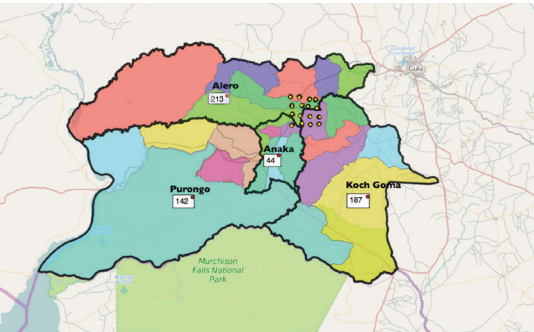 Gulu
Alero
213
Anaka
44
Purongo
142
Koch Goma
187
Murchison
Falls National
Park